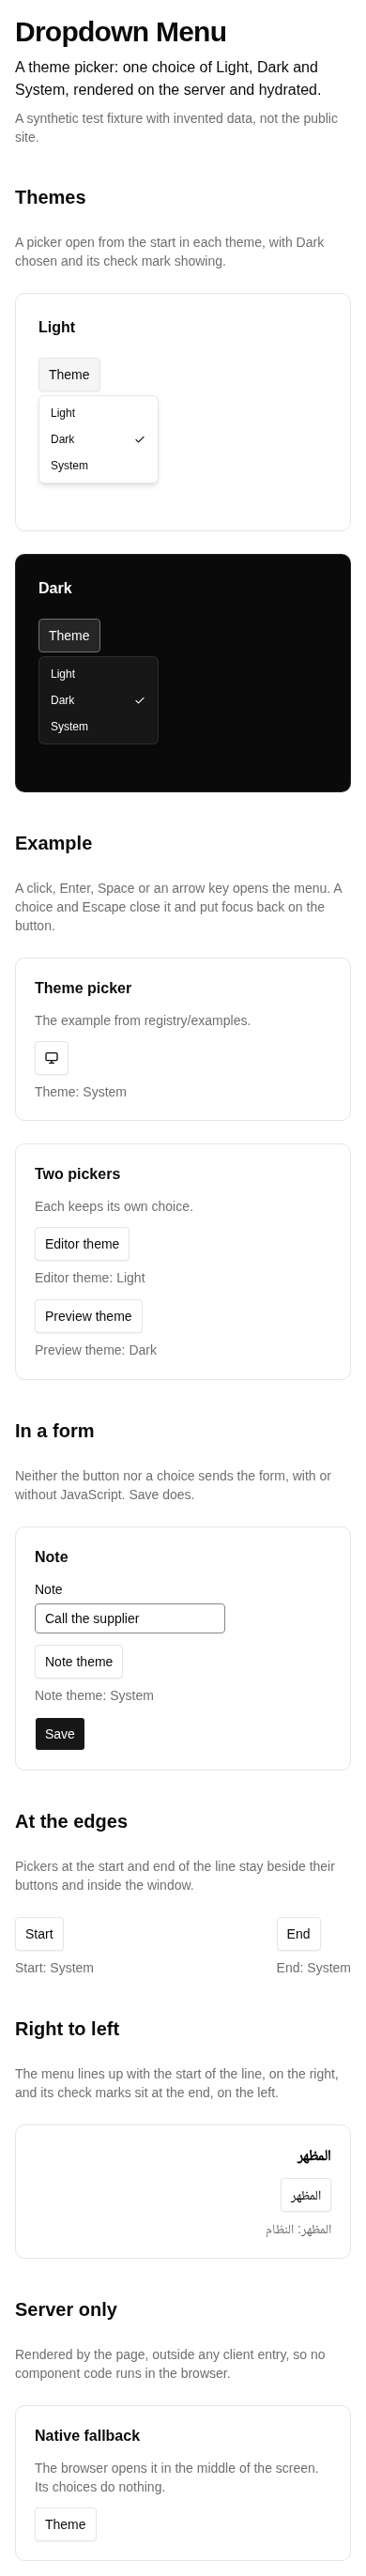 Dropdown Menu
A theme picker: one choice of Light, Dark and
System, rendered on the server and hydrated.
A synthetic test fixture with invented data, not the public
site.
Themes
A picker open from the start in each theme, with Dark
chosen and its check mark showing.
Light
Theme
Light
Dark
System
Dark
Theme
Light
Dark
System
Example
A click, Enter, Space or an arrow key opens the menu. A
choice and Escape close it and put focus back on the
button.
Theme picker
The example from registry/examples.
Theme: System
Two pickers
Each keeps its own choice.
Editor theme
Editor theme: Light
Preview theme
Preview theme: Dark
In a form
Neither the button nor a choice sends the form, with or
without JavaScript. Save does.
Note
Note
Call the supplier
Note theme
Note theme: System
Save
At the edges
Pickers at the start and end of the line stay beside their
buttons and inside the window.
Start
End
Start: System
End: System
Right to left
The menu lines up with the start of the line, on the right,
and its check marks sit at the end, on the left.
المظهر
المظهر
المظهر: النظام
Server only
Rendered by the page, outside any client entry, so no
component code runs in the browser.
Native fallback
The browser opens it in the middle of the screen.
Its choices do nothing.
Theme